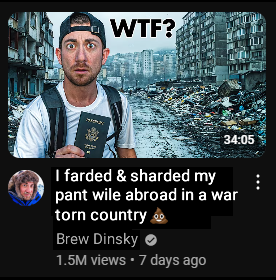 WTF?
PASSPORT
34:05
I farded & sharded my
pant wile abroad in a war
torn country 💩
Brew Dinsky
1.5M views • 7 days ago